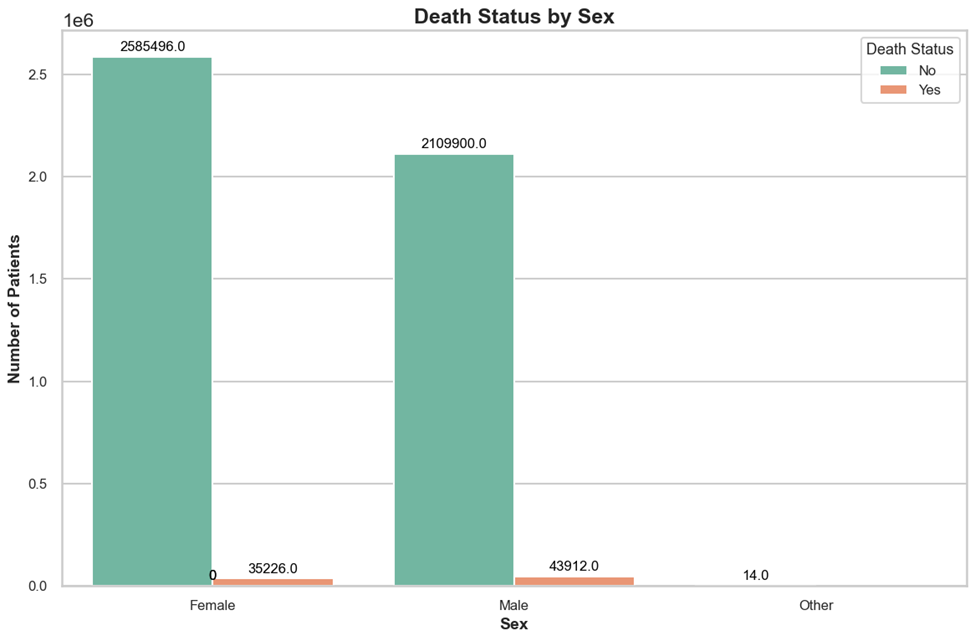 Death Status by Sex
1e6
Death Status
No
Yes
Number of Patients
2.5
2.0
1.5
1.0
0.5
0.0
2585496.0
0
35226.0
2109900.0
43912.0
14.0
Female
Male
Other
Sex